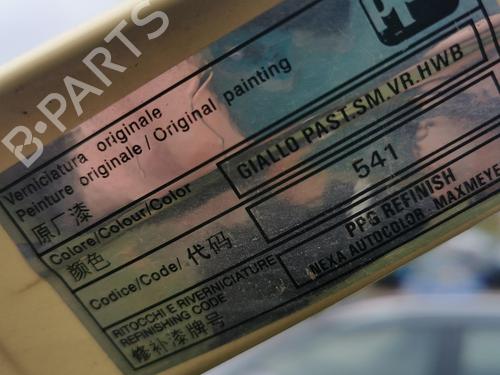 B-PARTS
PP
Verniciatura originale
Peinture originale / Original painting
原厂漆
Colore/Colour/Color
GIALLO PAST.SM.VR.HWB
颜色
Codice/Code/代码
541
RITOCCHI E RIVERNICIATURE
REFINISHING CODE
修补漆牌号
PPG REFINISH
NEXA AUTOCOLOR MAXMEYE